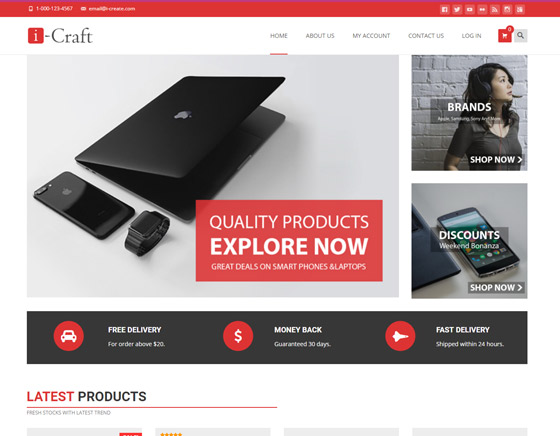 1-000-123-4567 email@i-create.com
i-Craft
HOME ABOUT US MY ACCOUNT CONTACT US LOG IN 0
BRANDS
Apple, Samsung, Sony And More
SHOP NOW
QUALITY PRODUCTS
EXPLORE NOW
GREAT DEALS ON SMART PHONES &LAPTOPS
DISCOUNTS
Weekend Bonanza
SHOP NOW
FREE DELIVERY
For order above $20.
MONEY BACK
Guaranteed 30 days.
FAST DELIVERY
Shipped within 24 hours.
LATEST PRODUCTS
FRESH STOCKS WITH LATEST TREND